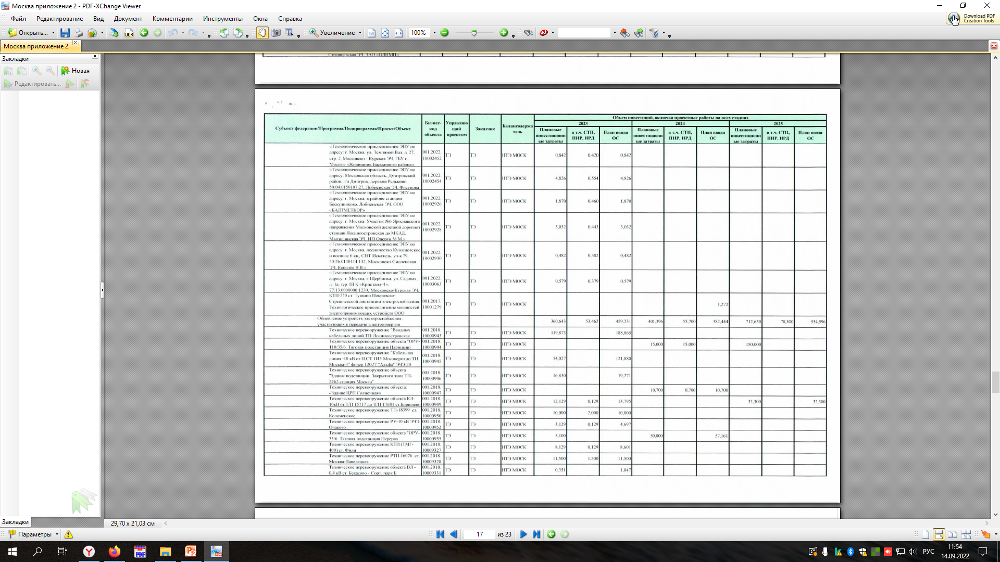 Москва приложение 2 - PDF-XChange Viewer
Файл Редактирование Вид Документ Комментарии Инструменты Окна Справка
Download PDF
Creation Tools
Открыть... OCR Увеличение 1:1 100% Ask
Москва приложение 2
Закладки
Новая
Редактировать...
Стрешневская ЭЧ, ЗАО «ОЛИМП».
Субъект федерации/Программа/Подпрограмма/Проект/Объект
Бизнес-код объекта
Управляющий проектом
Заказчик
Балансодержатель
Объем инвестиций, включая проектные работы на всех стадиях
2023 2024 2025
Плановые инвестиционные затраты
в т.ч. СТП, ПИР, ИРД
План ввода ОС
Плановые инвестиционные затраты
в т.ч. СТП, ПИР, ИРД
План ввода ОС
Плановые инвестиционные затраты
в т.ч. СТП, ПИР, ИРД
План ввода ОС
«Технологическое присоединение ЭПУ по
адресу: г. Москва, ул. Земляной Вал, д. 27,
стр. 2, Московско - Курская ЭЧ, ГБУ г.
Москвы «Жилищник Басманного района».
001.2022.10002452 ТЭ ТЭ НТЭ МОСК 0,842 0,420 0,842
«Технологическое присоединение ЭПУ по
адресу: Московская область, Дмитровский
район, г/п Дмитров, деревня Редькино,
50:04:0150107:27, Лобненская ЭЧ, Фисунова
001.2022.10002454 ТЭ ТЭ НТЭ МОСК 4,826 0,554 4,826
«Технологическое присоединение ЭПУ по
адресу: г. Москва, в районе станции
Бескудниково, Лобненская ЭЧ, ООО
«БАЛТМЕТКОР»
001.2022.10002926 ТЭ ТЭ НТЭ МОСК 1,870 0,460 1,870
«Технологическое присоединение ЭПУ по
адресу: г. Москва. Участок №6 Ярославского
направления Московской железной дороги от
станции Лосиноостровская до МКАД,
Мытищинская ЭЧ, ИП М.М.»
001.2022.10002928 ТЭ ТЭ НТЭ МОСК 3,032 0,443 3,032
«Технологическое присоединение ЭПУ по
адресу: г. Москва, лесничество Кузнецовское
и военное 6 кв., СНТ Искатель, уч-к 79,
50:26:0140414:142, Московско-Смоленская
ЭЧ, Королёв В.В.»
001.2022.10002930 ТЭ ТЭ НТЭ МОСК 0,482 0,382 0,482
«Технологическое присоединение ЭПУ по
адресу: г. Москва, г.Щербинка, ул. Садовая,
д. 1а, тер. ПГК «Кристалл-4»,
77:13:0000000:1239, Московско-Курская ЭЧ,
001.2022.10003063 ТЭ ТЭ НТЭ МОСК 0,579 0,379 0,579
КТП-250 ст. Тушино Покровско-
Стрешневской дистанции электроснабжения.
Технологическое присоединение мощностей
энергопринимающих устройств ООО
001.2017.10001279 ТЭ ТЭ НТЭ МОСК 1,272
Обновление устройств электроснабжения,
участвующих в передаче электроэнергии
360,643 53,462 459,231 401,396 55,700 382,444 712,630 70,300 554,596
Техническое перевооружение "Вводных
кабельных линий ТП Лосиноостровская
001.2018.10000943 ТЭ ТЭ НТЭ МОСК 119,873 188,865
Техническое перевооружение объекта "ОРУ-
110/35/6 Тяговая подстанция Царицыно
001.2018.10000944 ТЭ ТЭ НТЭ МОСК 15,000 15,000 150,000
Техническое перевооружение "Кабельная
линия -10 кВ от П.СТ П45 Мосэнерго до ТП
Москва-3" фидер 12027 "Альфа" ЭЧЭ-20
001.2018.10000945 ТЭ ТЭ НТЭ МОСК 54,027 121,880
Техническое перевооружение объекта
"Здание подстанции. Закрытого типа ТП-
2462 станция Москва"
001.2018.10000946 ТЭ ТЭ НТЭ МОСК 16,830 19,271
Техническое перевооружение объекта:
«Здание ЦРП Солнечная»
001.2018.10000947 ТЭ ТЭ НТЭ МОСК 10,700 0,700 10,700
Техническое перевооружение объекта КЛ-
10кВ от Т/П 15717 до Т/П 17681 ст.Бирюлево
001.2018.10000949 ТЭ ТЭ НТЭ МОСК 12,129 0,129 13,795 32,300 32,300
Техническое перевооружение ТП-18399 ст.
Коломенское.
001.2018.10000950 ТЭ ТЭ НТЭ МОСК 10,000 2,000 10,000
Техническое перевооружение РУ-10 кВ ЭЧЭ
Очаково
001.2018.10000952 ТЭ ТЭ НТЭ МОСК 3,129 0,129 4,697
Техническое перевооружение объекта "ОРУ-
35/6 Тяговая подстанция Перерва
001.2018.10000955 ТЭ ТЭ НТЭ МОСК 5,100 50,000 57,161
Техническое перевооружение КТП (ТМГ-
400) ст. Фили
001.2018.10009327 ТЭ ТЭ НТЭ МОСК 8,129 0,129 8,601
Техническое перевооружение РТП-16076 ст.
Москва-Павелецкая
001.2018.10009328 ТЭ ТЭ НТЭ МОСК 11,500 1,500 11,500
Техническое перевооружение объекта ВЛ -
0,4 кВ ст. Бекасово - Сорт. парк Б
001.2018.10009331 ТЭ ТЭ НТЭ МОСК 0,351 1,047
Закладки
29,70 x 21,03 см
Параметры
17 из 23
РУС
11:54
14.09.2022